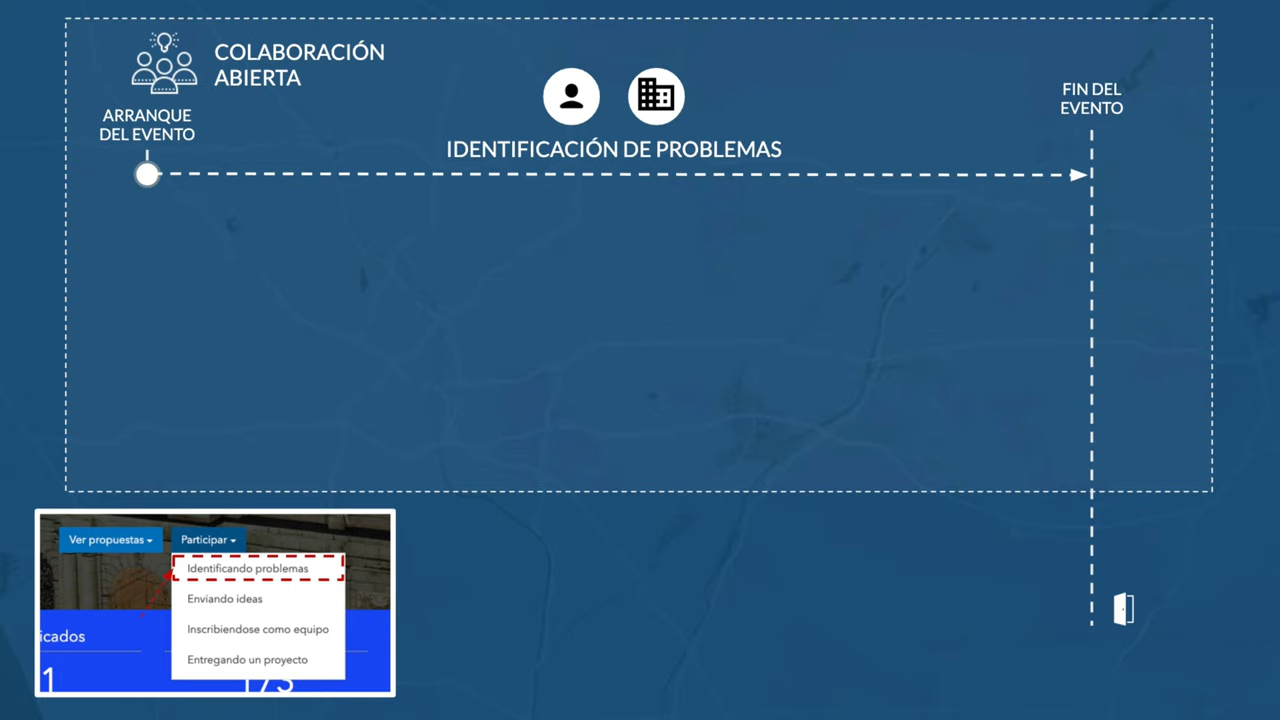 COLABORACIÓN
ABIERTA
ARRANQUE
DEL EVENTO
IDENTIFICACIÓN DE PROBLEMAS
FIN DEL
EVENTO
Ver propuestas
Participar
Identificando problemas
Enviando ideas
Inscribiendose como equipo
Entregando un proyecto
icados
1